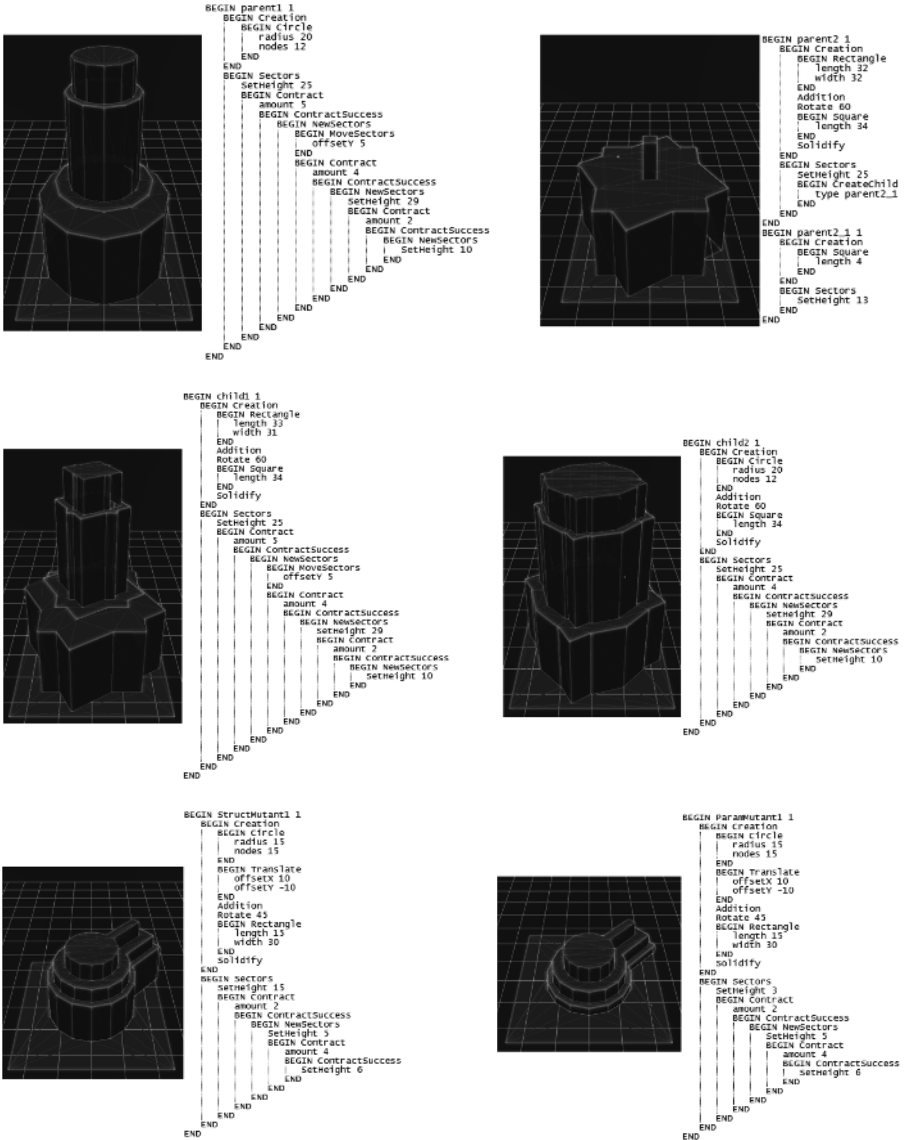 BEGIN parent1 1
BEGIN Creation
BEGIN Circle
radius 20
nodes 12
END
END
BEGIN Sectors
SetHeight 25
BEGIN Contract
amount 5
BEGIN ContractSuccess
BEGIN NewSectors
BEGIN MoveSectors
offsetY 5
END
BEGIN Contract
amount 4
BEGIN ContractSuccess
BEGIN NewSectors
SetHeight 29
BEGIN Contract
amount 2
BEGIN ContractSuccess
BEGIN NewSectors
SetHeight 10
END
END
END
END
END
END
END
END
END
END
END
BEGIN parent2 1
BEGIN Creation
BEGIN Rectangle
length 32
width 32
END
Addition
Rotate 60
BEGIN Square
length 34
END
Solidify
END
BEGIN Sectors
SetHeight 25
BEGIN CreateChild
type parent2_1
END
END
END
BEGIN parent2_1 1
BEGIN Creation
BEGIN Square
length 4
END
END
BEGIN Sectors
SetHeight 13
END
END
BEGIN child1 1
BEGIN Creation
BEGIN Rectangle
length 33
width 31
END
Addition
Rotate 60
BEGIN Square
length 34
END
Solidify
END
BEGIN Sectors
SetHeight 25
BEGIN Contract
amount 5
BEGIN ContractSuccess
BEGIN NewSectors
BEGIN MoveSectors
offsetY 5
END
BEGIN Contract
amount 4
BEGIN ContractSuccess
BEGIN NewSectors
SetHeight 29
BEGIN Contract
amount 2
BEGIN ContractSuccess
BEGIN NewSectors
SetHeight 10
END
END
END
END
END
END
END
END
END
END
END
BEGIN child2 1
BEGIN Creation
BEGIN Circle
radius 20
nodes 12
END
Addition
Rotate 60
BEGIN Square
length 34
END
Solidify
END
BEGIN Sectors
SetHeight 25
BEGIN Contract
amount 4
BEGIN ContractSuccess
BEGIN NewSectors
SetHeight 29
BEGIN Contract
amount 2
BEGIN ContractSuccess
BEGIN NewSectors
SetHeight 10
END
END
END
END
END
END
END
END
BEGIN StructMutant1 1
BEGIN Creation
BEGIN Circle
radius 15
nodes 15
END
BEGIN Translate
offsetX 10
offsetY -10
END
Addition
Rotate 45
BEGIN Rectangle
length 15
width 30
END
Solidify
END
BEGIN Sectors
SetHeight 15
BEGIN Contract
amount 2
BEGIN ContractSuccess
BEGIN NewSectors
SetHeight 5
BEGIN Contract
amount 4
BEGIN ContractSuccess
SetHeight 6
END
END
END
END
END
END
END
BEGIN ParamMutant1 1
BEGIN Creation
BEGIN Circle
radius 15
nodes 15
END
BEGIN Translate
offsetX 10
offsetY -10
END
Addition
Rotate 45
BEGIN Rectangle
length 15
width 30
END
Solidify
END
BEGIN Sectors
SetHeight 3
BEGIN Contract
amount 2
BEGIN ContractSuccess
BEGIN NewSectors
SetHeight 5
BEGIN Contract
amount 4
BEGIN ContractSuccess
SetHeight 6
END
END
END
END
END
END
END